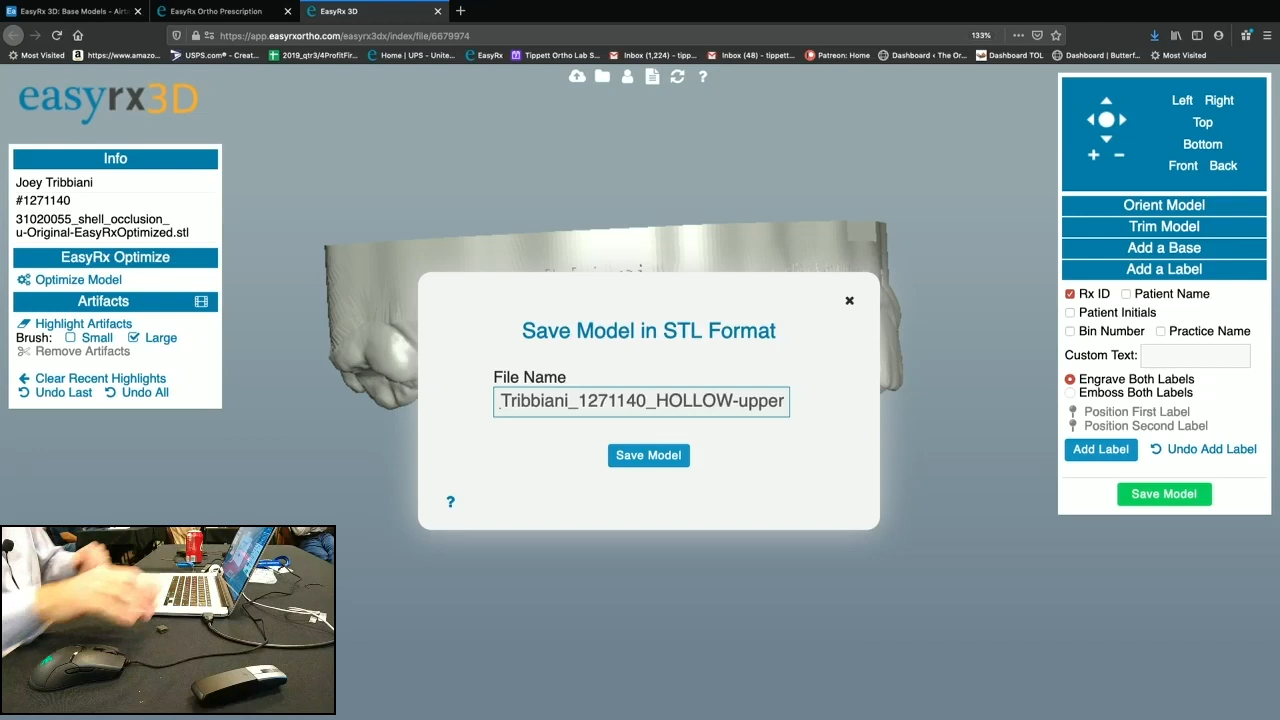 EasyRx 3D: Base Models - Airta
EasyRx Ortho Prescription
EasyRx 3D
https://app.easyrxortho.com/easyrx3dx/index/file/6679974
133%
Most Visited
https://www.amazo...
USPS.com® - Creat...
2019_qtr3/4ProfitFir...
Home | UPS - Unite...
EasyRx
Tippett Ortho Lab S...
Inbox (1,224) - tipp...
Inbox (48) - tippett...
Patreon: Home
Dashboard ‹ The Or...
Dashboard TOL
Dashboard | Butterf...
Most Visited
easyrx3D
Info
Joey Tribbiani
#1271140
31020055_shell_occlusion_
u-Original-EasyRxOptimized.stl
EasyRx Optimize
Optimize Model
Artifacts
Highlight Artifacts
Brush: Small Large
Remove Artifacts
Clear Recent Highlights
Undo Last Undo All
Save Model in STL Format
File Name
Tribbiani_1271140_HOLLOW-upper
Save Model
?
Left Right
Top
Bottom
Front Back
Orient Model
Trim Model
Add a Base
Add a Label
Rx ID Patient Name
Patient Initials
Bin Number Practice Name
Custom Text:
Engrave Both Labels
Emboss Both Labels
Position First Label
Position Second Label
Add Label Undo Add Label
Save Model